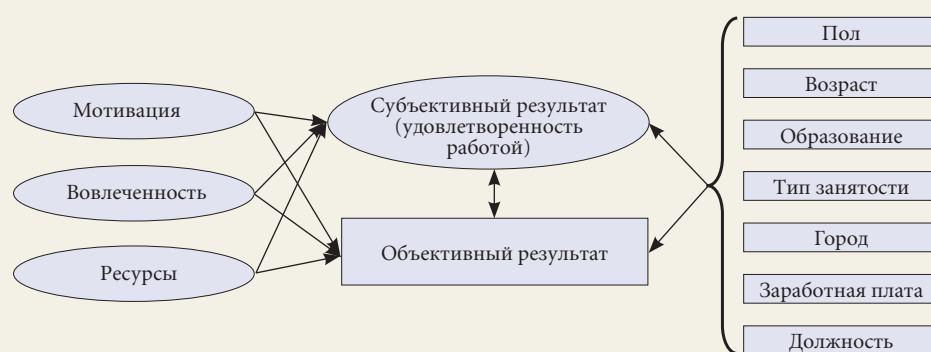 Мотивация
Вовлеченность
Ресурсы
Субъективный результат
(удовлетворенность
работой)
Объективный результат
Пол
Возраст
Образование
Тип занятости
Город
Заработная плата
Должность